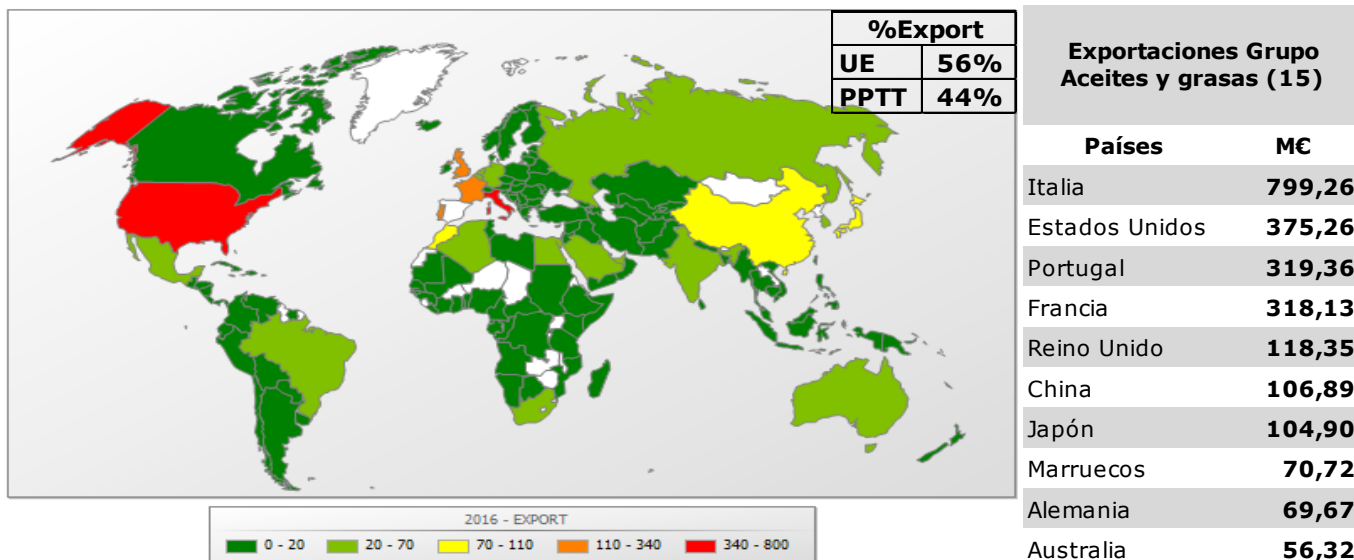 %Export
UE 56%
PPTT 44%
2016 - EXPORT
0 - 20 20 - 70 70 - 110 110 - 340 340 - 800
Exportaciones Grupo
Aceites y grasas (15)
Países M€
Italia 799,26
Estados Unidos 375,26
Portugal 319,36
Francia 318,13
Reino Unido 118,35
China 106,89
Japón 104,90
Marruecos 70,72
Alemania 69,67
Australia 56,32